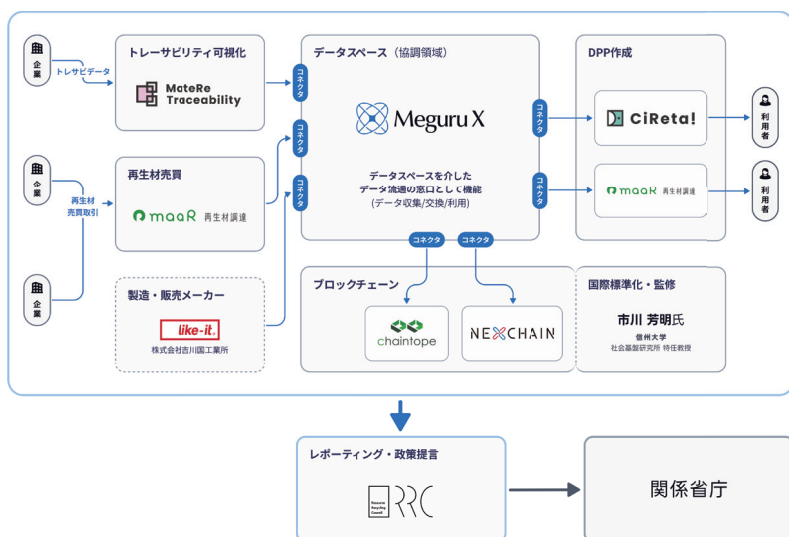 企業
トレサビデータ
トレーサビリティ可視化
MateRe
Traceability
コネクタ
データスペース（協調領域）
Meguru X
データスペースを介した
データ流通の窓口として機能
(データ収集/交換/利用)
コネクタ
DPP作成
CiReta!
利用者
企業
再生材
売買取引
再生材売買
maaR 再生材調達
コネクタ
コネクタ
コネクタ
maaR 再生材調達
利用者
企業
製造・販売メーカー
like-it.
株式会社吉川国工業所
コネクタ
コネクタ
ブロックチェーン
chaintope
NEXCHAIN
国際標準化・監修
市川 芳明氏
信州大学
社会基盤研究所 特任教授
レポーティング・政策提言
Resource
Recycling
Council
RRC
関係省庁